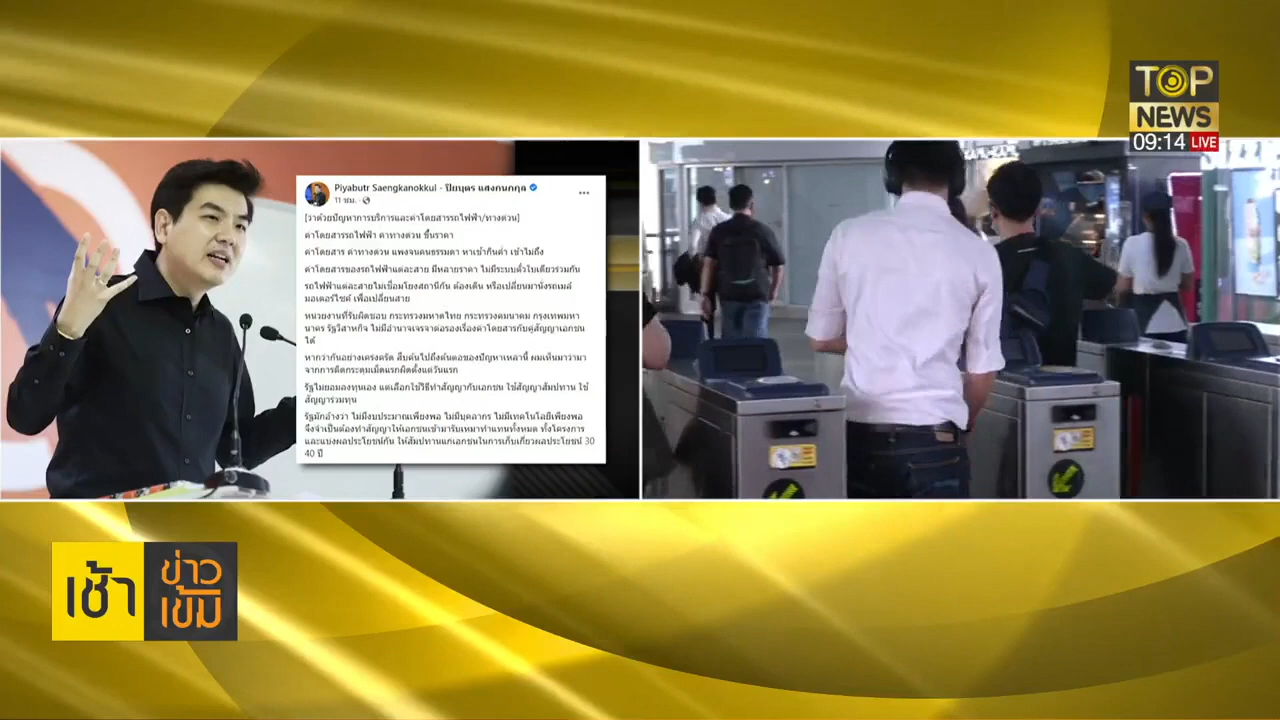 TOP
NEWS
09:14 LIVE
Piyabutr Saengkanokkul - ปิยบุตร แสงกนกกุล
11 ชม.
[ว่าด้วยปัญหาการบริการและค่าโดยสารรถไฟฟ้า/ทางด่วน]
ค่าโดยสารรถไฟฟ้า ค่าทางด่วน ขึ้นราคา
ค่าโดยสาร ค่าทางด่วน แพงจนคนธรรมดา หาเช้ากินค่ำ เข้าไม่ถึง
ค่าโดยสารของรถไฟฟ้าแต่ละสาย มีหลายราคา ไม่มีระบบตั๋วใบเดียวร่วมกัน
รถไฟฟ้าแต่ละสายไม่เชื่อมโยงสถานีกัน ต้องเดิน หรือเปลี่ยนมานั่งรถเมล์
มอเตอร์ไซค์ เพื่อเปลี่ยนสาย
หน่วยงานที่รับผิดชอบ กระทรวงมหาดไทย กระทรวงคมนาคม กรุงเทพมหา
นคร รัฐวิสาหกิจ ไม่มีอำนาจเจรจาต่อรองเรื่องค่าโดยสารกับคู่สัญญาเอกชน
ได้
หากว่ากันอย่างเคร่งครัด สืบค้นไปถึงต้นตอของปัญหาเหล่านี้ ผมเห็นมาว่ามา
จากการติดกระดุมเม็ดแรกผิดตั้งแต่วันแรก
รัฐไม่ยอมลงทุนเอง แต่เลือกใช้วิธีทำสัญญากับเอกชน ใช้สัญญาสัมปทาน ใช้
สัญญาร่วมทุน
รัฐมักอ้างว่า ไม่มีงบประมาณเพียงพอ ไม่มีบุคลากร ไม่มีเทคโนโลยีเพียงพอ
จึงจำเป็นต้องทำสัญญาให้เอกชนเข้ามารับเหมาทำแทนทั้งหมด ทั้งโครงการ
และแบ่งผลประโยชน์กัน ให้สัมปทานแก่เอกชนในการเก็บเกี่ยวผลประโยชน์ 30
40 ปี
เช้า
ข่าว
เข้ม